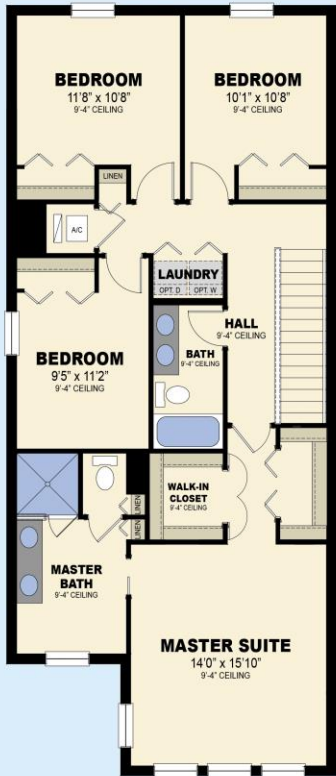 BEDROOM
11'8" x 10'8"
9'-4" CEILING
BEDROOM
10'1" x 10'8"
9'-4" CEILING
LINEN
A/C
LAUNDRY
OPT. D
OPT. W
HALL
9'-4" CEILING
BATH
9'-4" CEILING
BEDROOM
9'5" x 11'2"
9'-4" CEILING
WALK-IN
CLOSET
9'-4" CEILING
LINEN
LINEN
MASTER
BATH
9'-4" CEILING
MASTER SUITE
14'0" x 15'10"
9'-4" CEILING